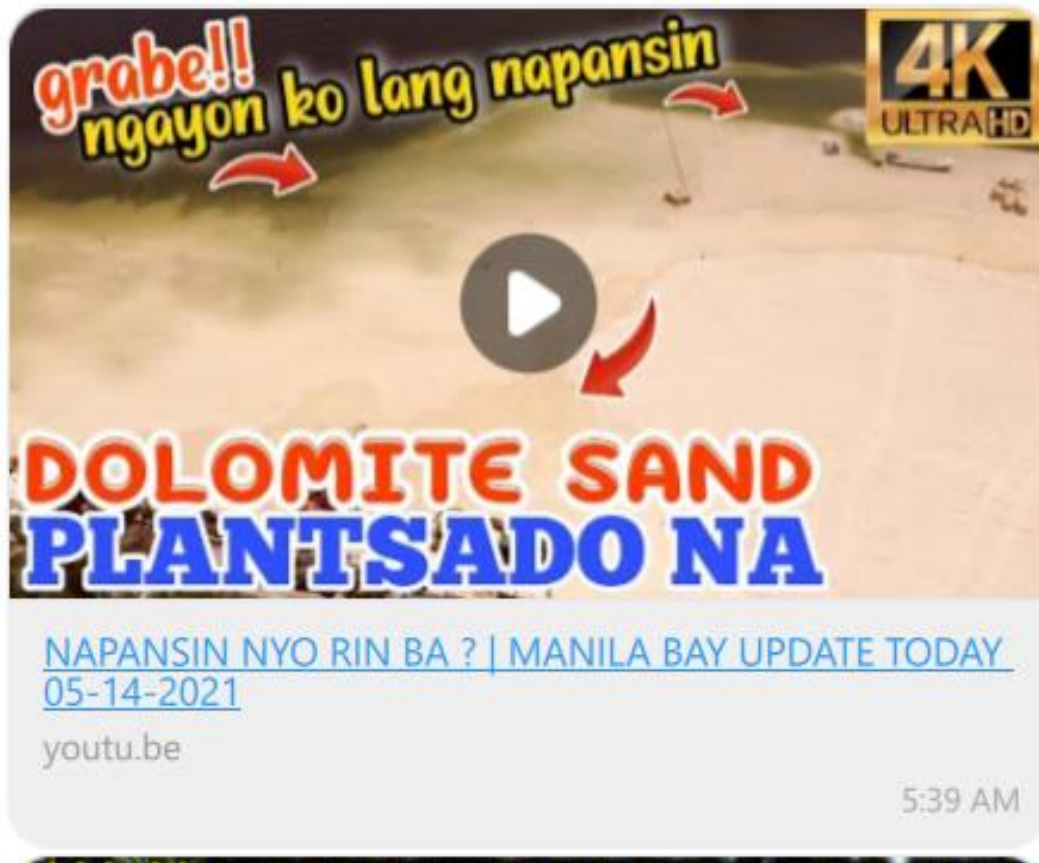 grabe!!
ngayon ko lang napansin
4K
ULTRA HD
DOLOMITE SAND
PLANTSADO NA
NAPANSIN NYO RIN BA ? | MANILA BAY UPDATE TODAY
05-14-2021
youtu.be
5:39 AM